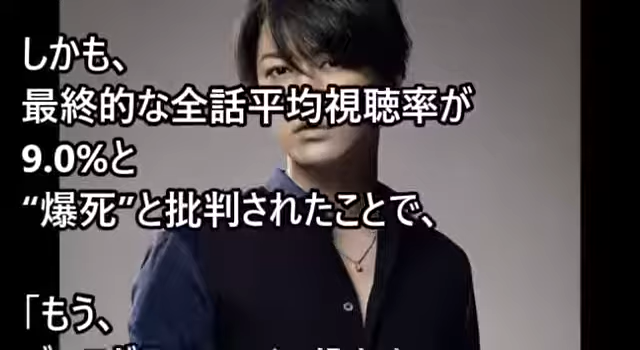 しかも、
最終的な全話平均視聴率が
9.0%と
“爆死”と批判されたことで、
「もう、